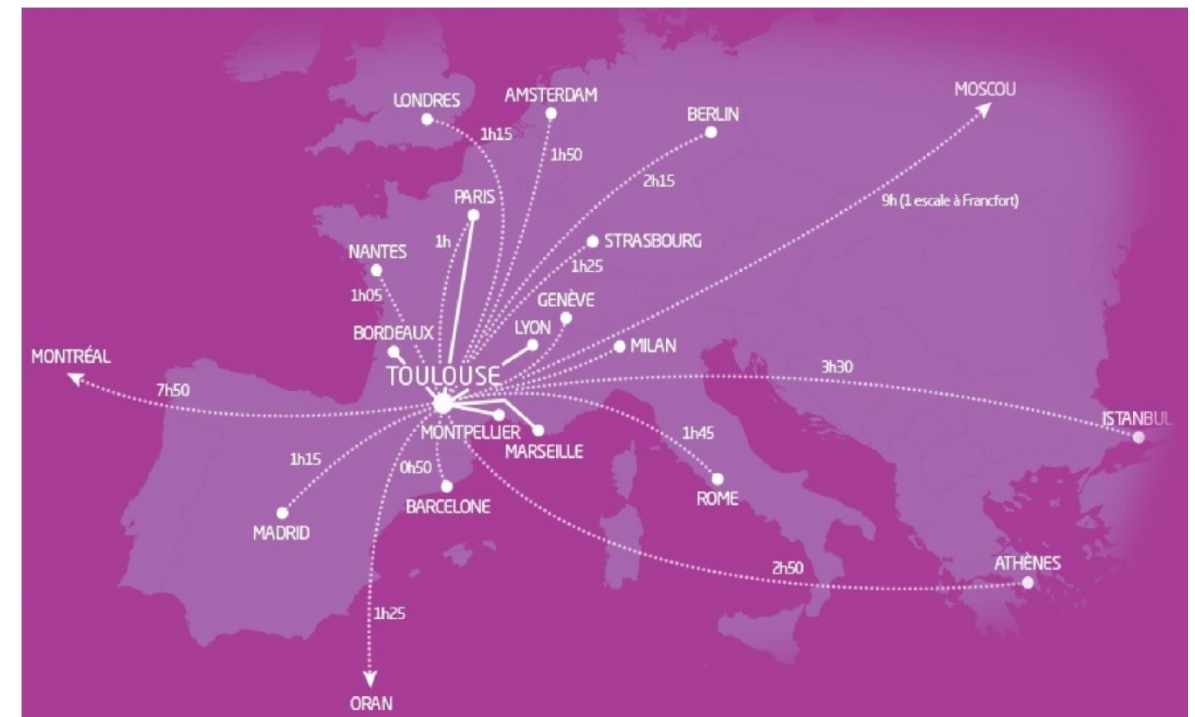 MOSCOU
AMSTERDAM
LONDRES
BERLIN
1h15
1h50
2h15
PARIS
9h (1 escale à Francfort)
1h
STRASBOURG
NANTES
1h25
1h05
GENÈVE
BORDEAUX
LYON
MILAN
MONTRÉAL
TOULOUSE
3h30
7h50
ISTANBUL
MONTPELLIER
1h45
MARSEILLE
1h15
0h50
ROME
BARCELONE
MADRID
ATHÈNES
2h50
1h25
ORAN